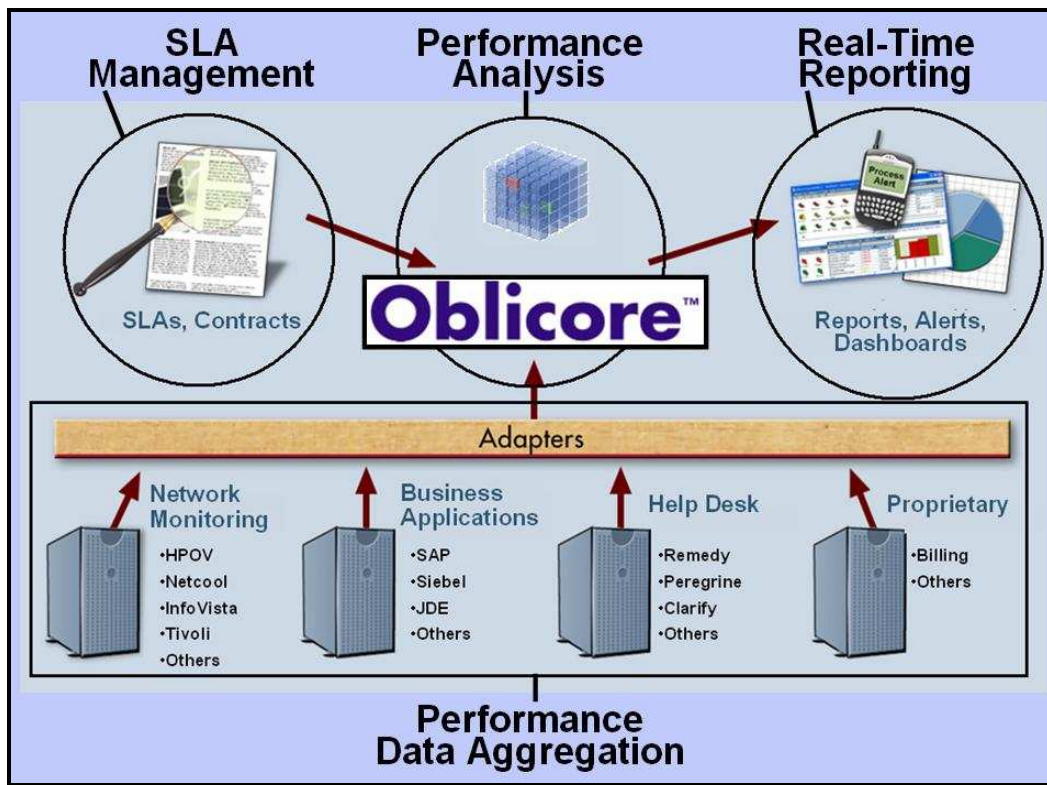 SLA
Management
Performance
Analysis
Real-Time
Reporting
Process
Alert
SLAs, Contracts
Oblicore™
Reports, Alerts,
Dashboards
Adapters
Network
Monitoring
•HPOV
•Netcool
•InfoVista
•Tivoli
•Others
Business
Applications
•SAP
•Siebel
•JDE
•Others
Help Desk
•Remedy
•Peregrine
•Clarify
•Others
Proprietary
•Billing
•Others
Performance
Data Aggregation